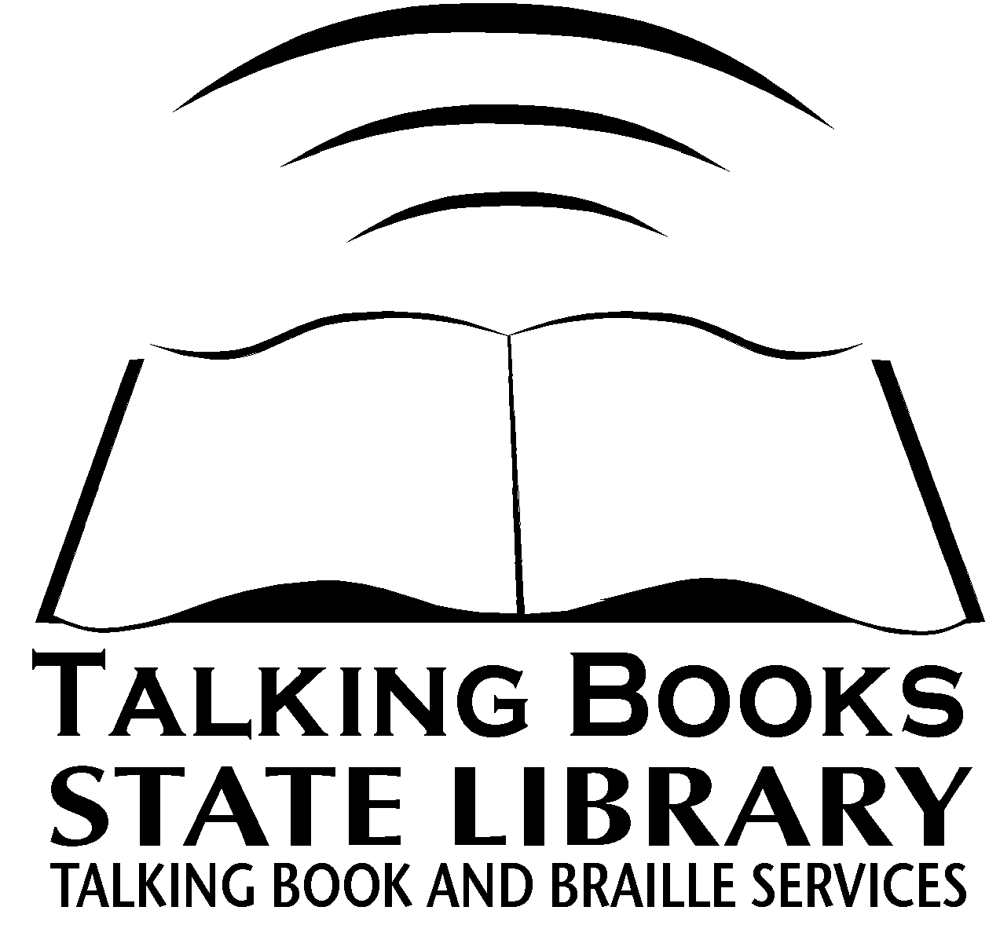 TALKING BOOKS
STATE LIBRARY
TALKING BOOK AND BRAILLE SERVICES